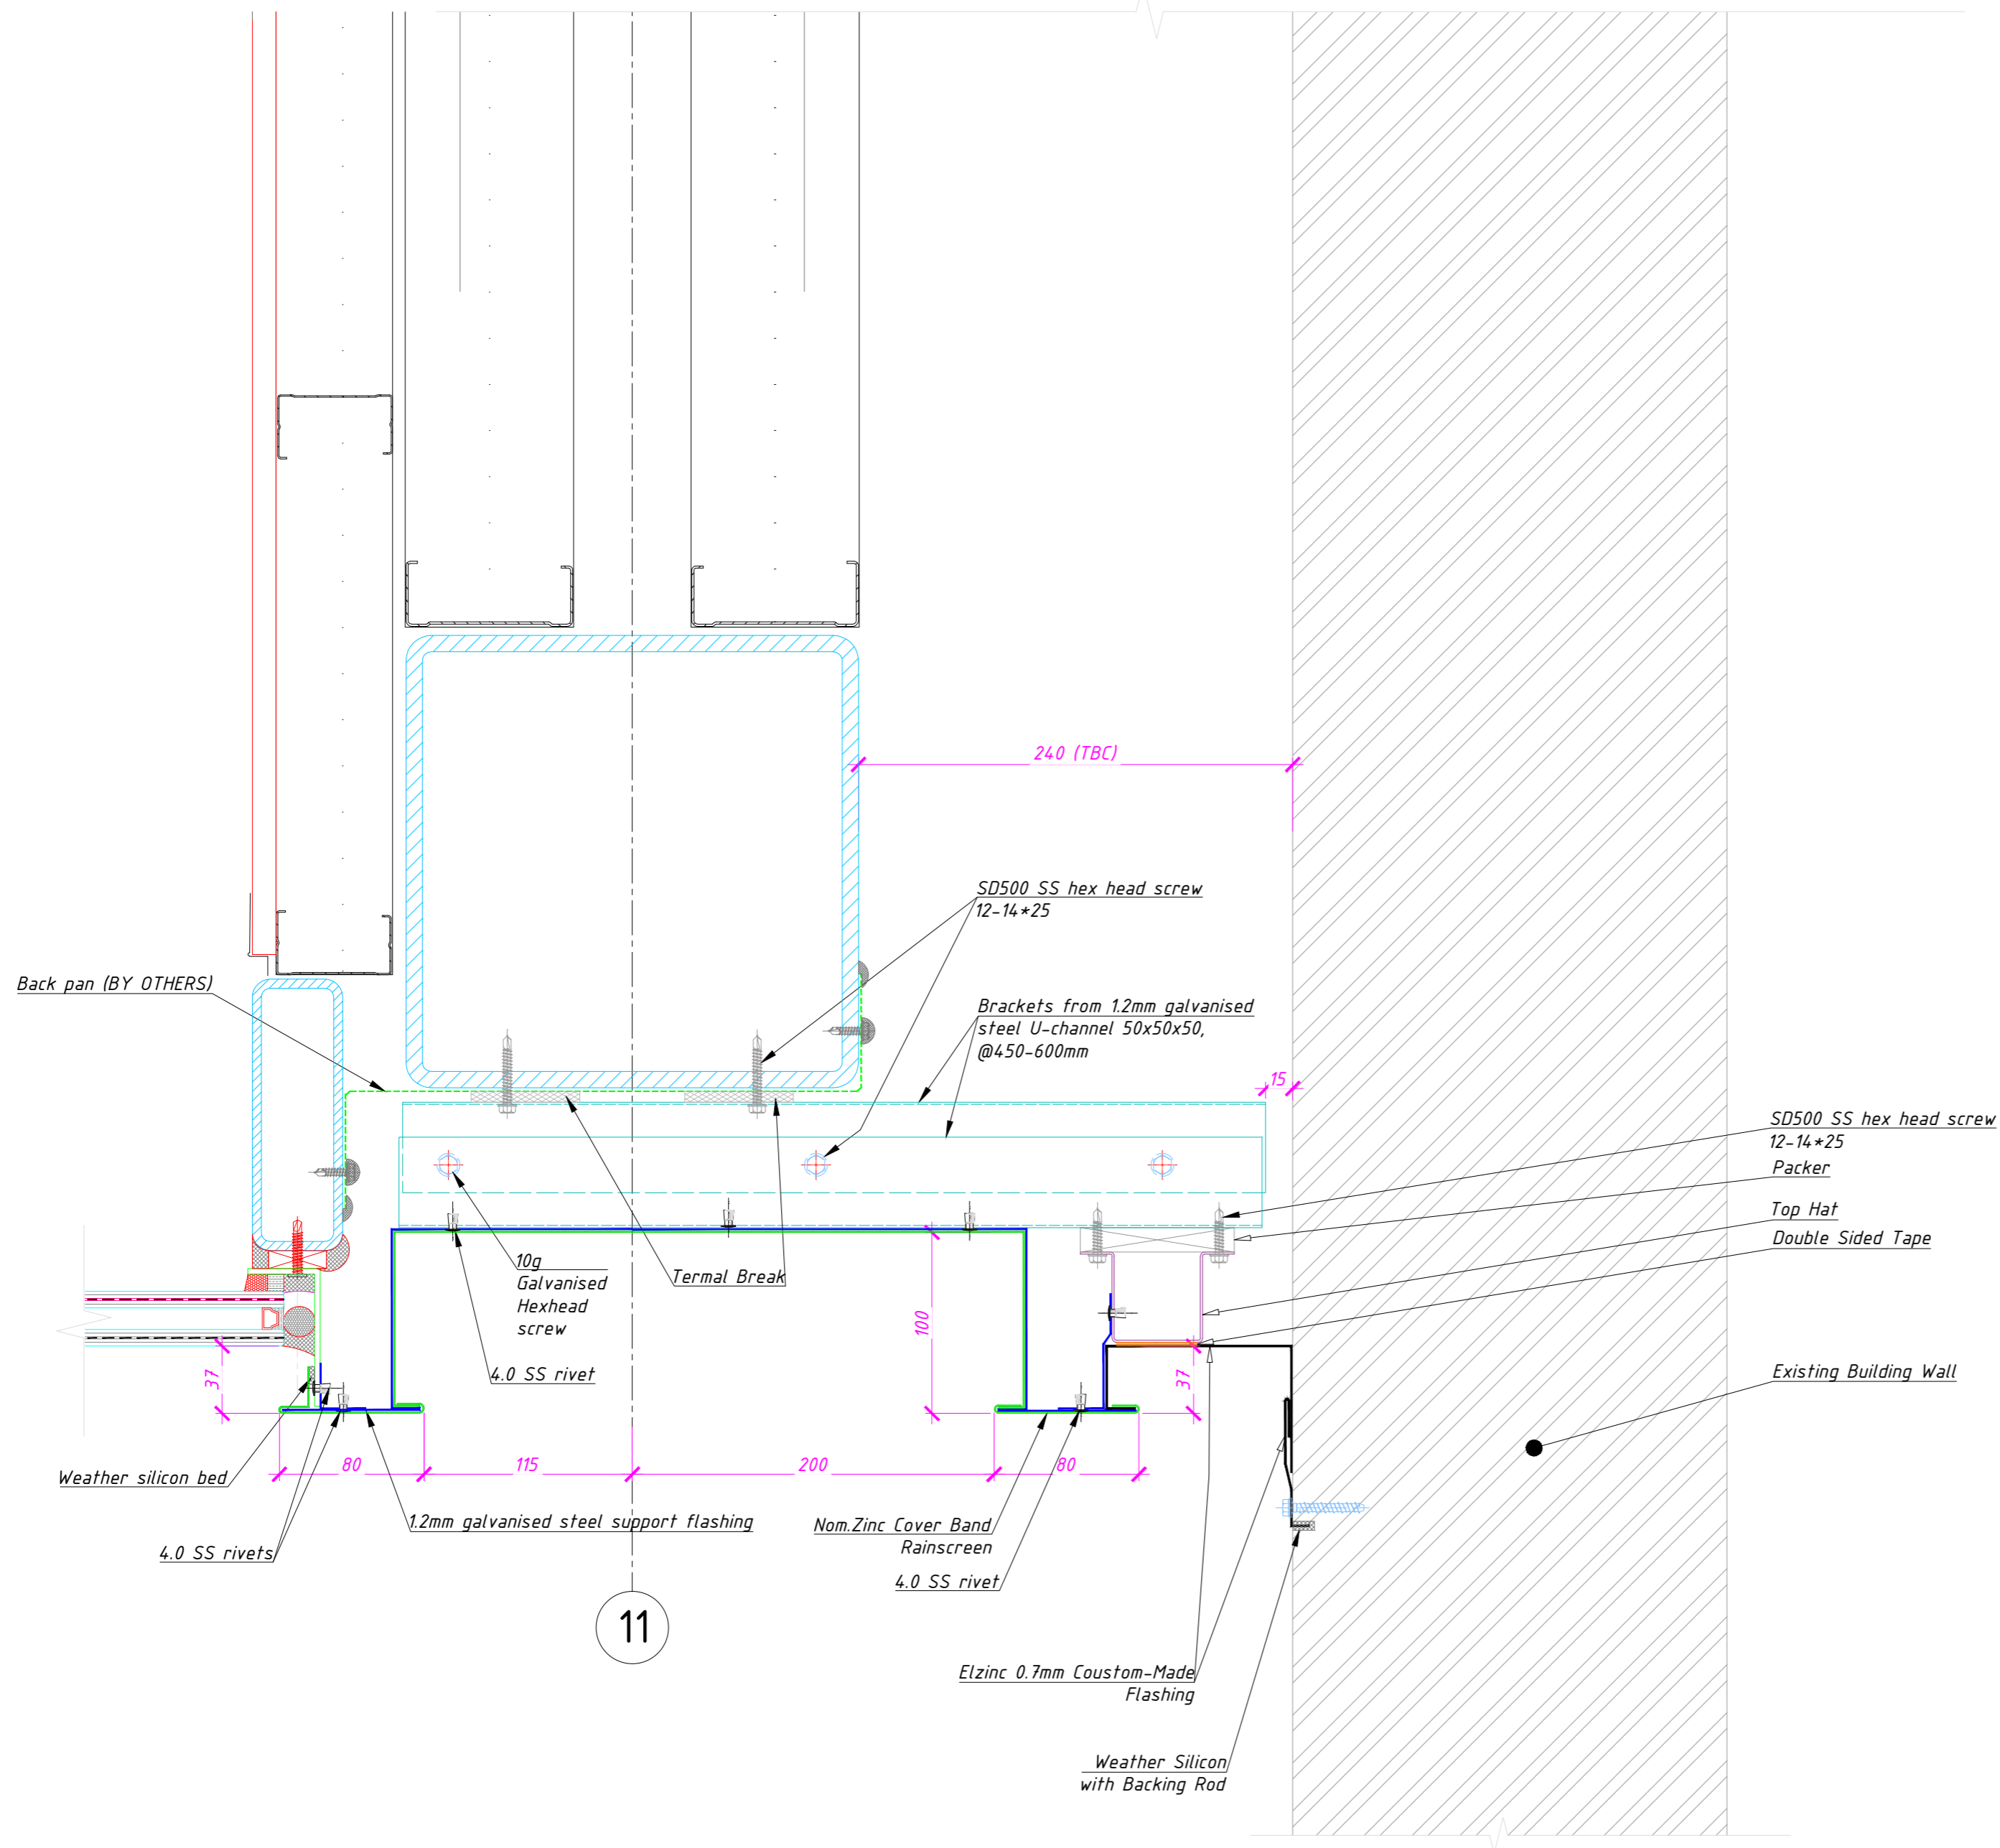 240 (TBC)
SD500 SS hex head screw
12-14*25
Back pan (BY OTHERS)
Brackets from 1.2mm galvanised
steel U-channel 50x50x50,
@450-600mm
15
SD500 SS hex head screw
12-14*25
Packer
Top Hat
Double Sided Tape
10g
Galvanised
Hexhead
screw
Termal Break
100
37
37
4.0 SS rivet
Existing Building Wall
80
115
200
80
Weather silicon bed
1.2mm galvanised steel support flashing
4.0 SS rivets
Nom.Zinc Cover Band
Rainscreen
4.0 SS rivet
11
Elzinc 0.7mm Coustom-Made
Flashing
Weather Silicon
with Backing Rod